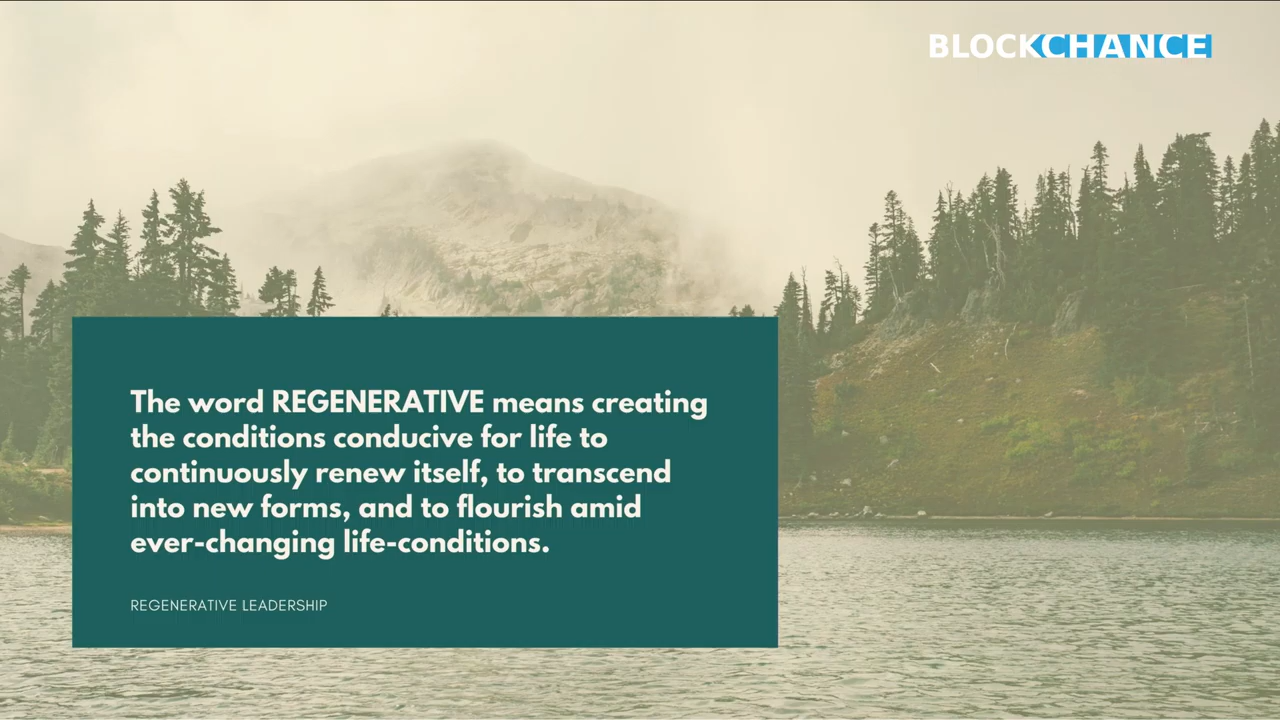 BLOCKCHANCE
The word REGENERATIVE means creating
the conditions conducive for life to
continuously renew itself, to transcend
into new forms, and to flourish amid
ever-changing life-conditions.
REGENERATIVE LEADERSHIP